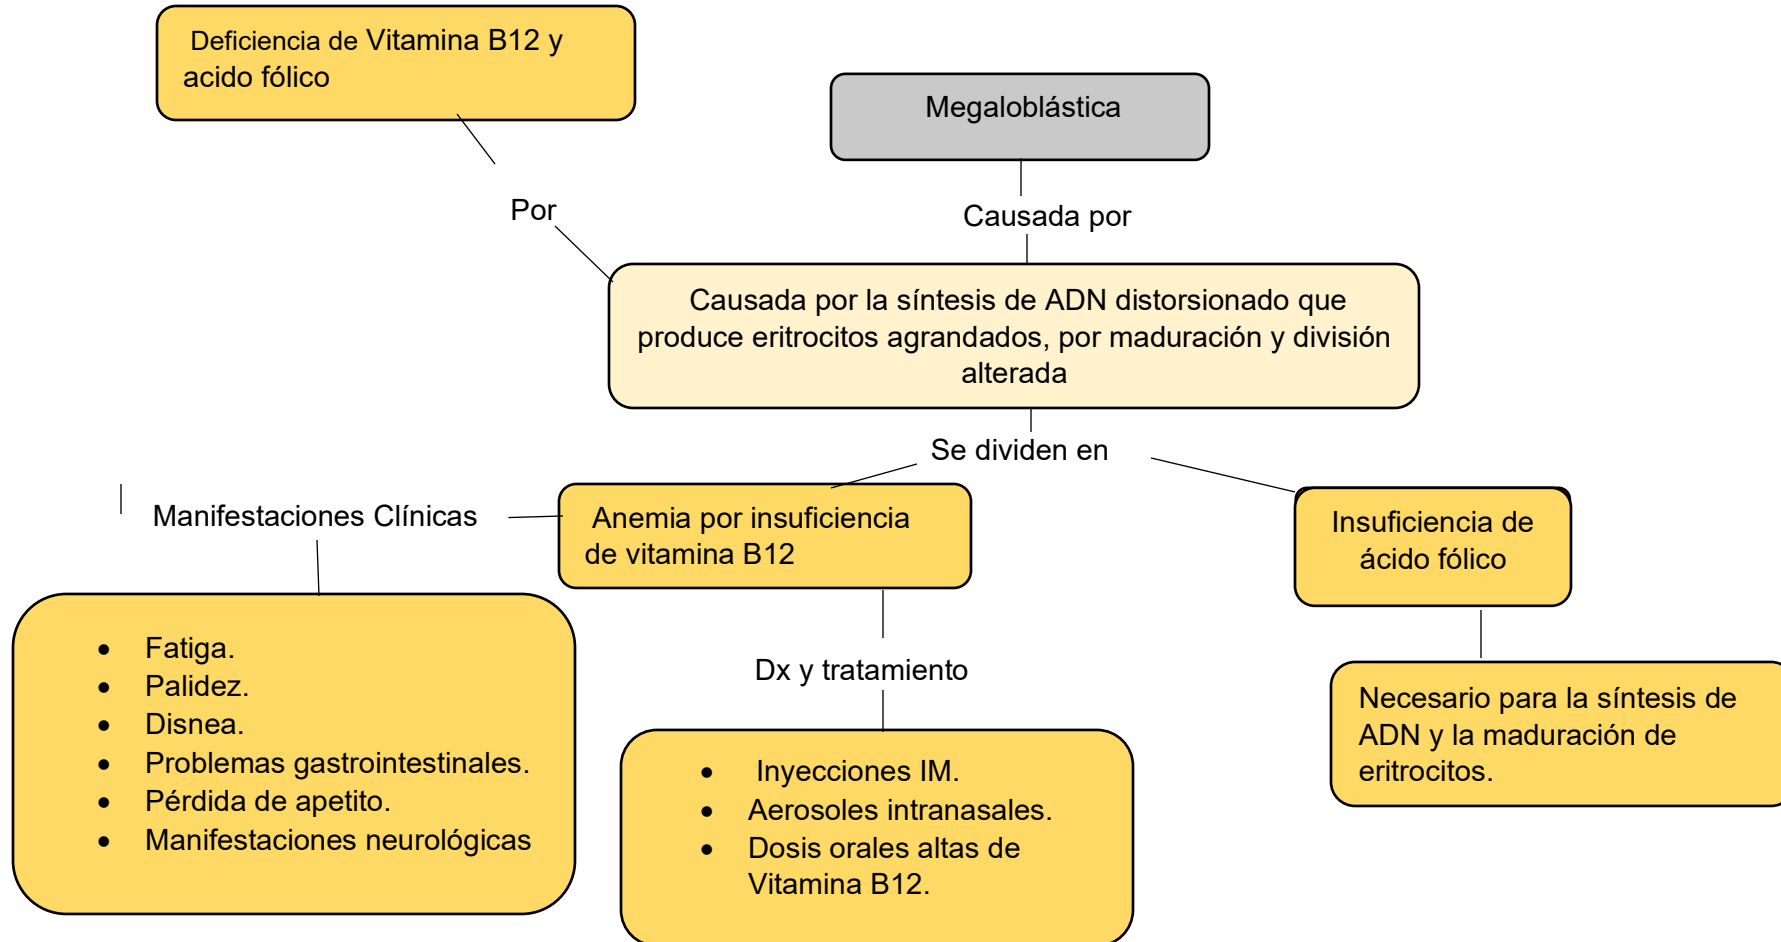 Deficiencia de Vitamina B12 y
acido fólico
Megaloblástica
Por
Causada por
Causada por la síntesis de ADN distorsionado que
produce eritrocitos agrandados, por maduración y división
alterada
Se dividen en
Manifestaciones Clínicas
Anemia por insuficiencia
de vitamina B12
Insuficiencia de
ácido fólico
• Fatiga.
• Palidez.
• Disnea.
• Problemas gastrointestinales.
• Pérdida de apetito.
• Manifestaciones neurológicas
Dx y tratamiento
• Inyecciones IM.
• Aerosoles intranasales.
• Dosis orales altas de
Vitamina B12.
Necesario para la síntesis de
ADN y la maduración de
eritrocitos.